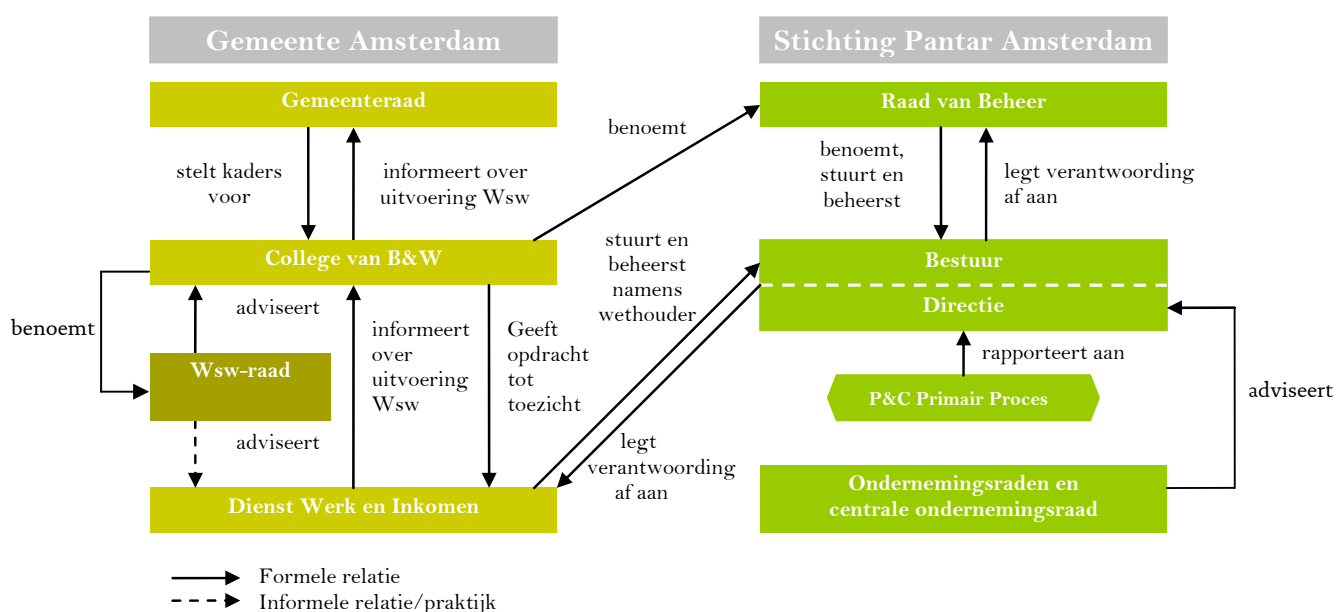 Gemeente Amsterdam
Stichting Pantar Amsterdam
Gemeenteraad
Raad van Beheer
benoemt
stelt kaders
voor
informeert over
uitvoering Wsw
benoemt,
stuurt en
beheerst
legt verantwoording
af aan
College van B&W
stuurt en
beheerst
namens
wethouder
Bestuur
Directie
benoemt
adviseert
informeert
over
uitvoering
Wsw
Geeft
opdracht
tot
toezicht
Wsw-raad
rapporteert aan
P&C Primair Proces
adviseert
adviseert
legt
verantwoording
af aan
Dienst Werk en Inkomen
Ondernemingsraden en
centrale ondernemingsraad
Formele relatie
Informele relatie/praktijk